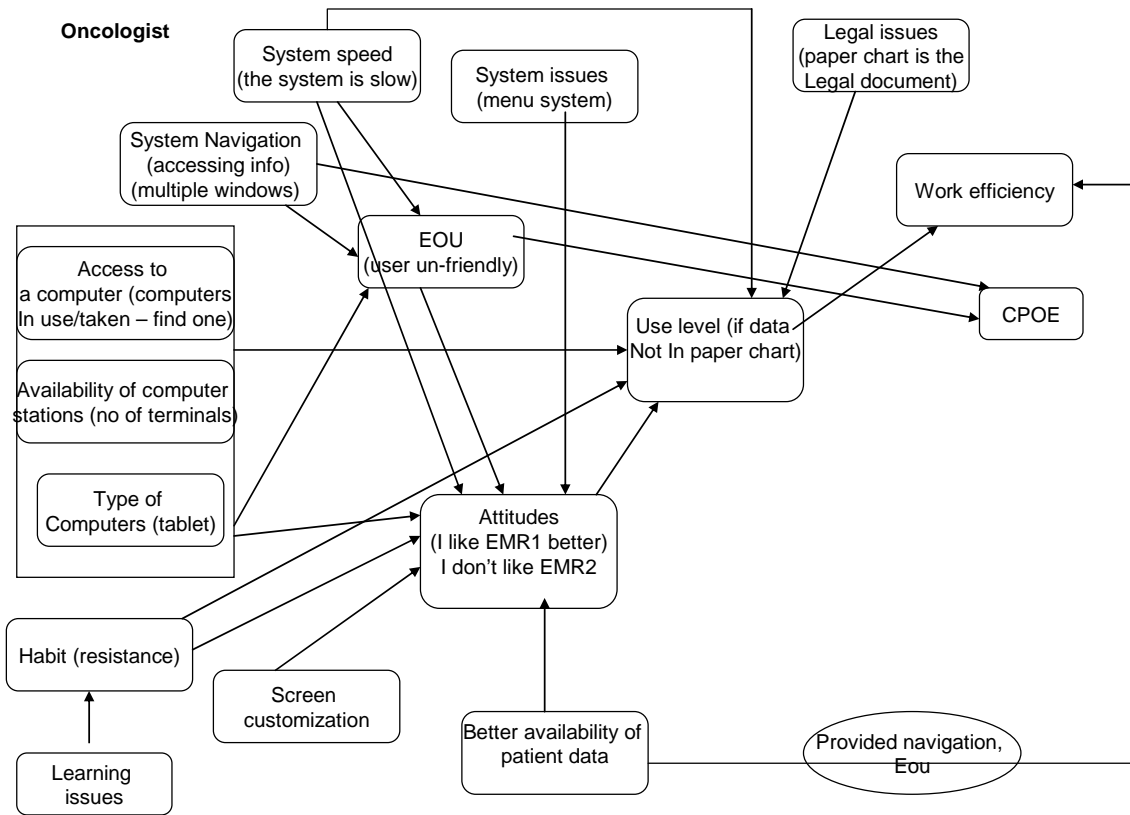 Oncologist
System speed
(the system is slow)
System issues
(menu system)
Legal issues
(paper chart is the
Legal document)
System Navigation
(accessing info)
(multiple windows)
Work efficiency
EOU
(user un-friendly)
Access to
a computer (computers
In use/taken – find one)
CPOE
Use level (if data
Not In paper chart)
Availability of computer
stations (no of terminals)
Type of
Computers (tablet)
Attitudes
(I like EMR1 better)
I don't like EMR2
Habit (resistance)
Screen
customization
Better availability of
patient data
Provided navigation,
Eou
Learning
issues